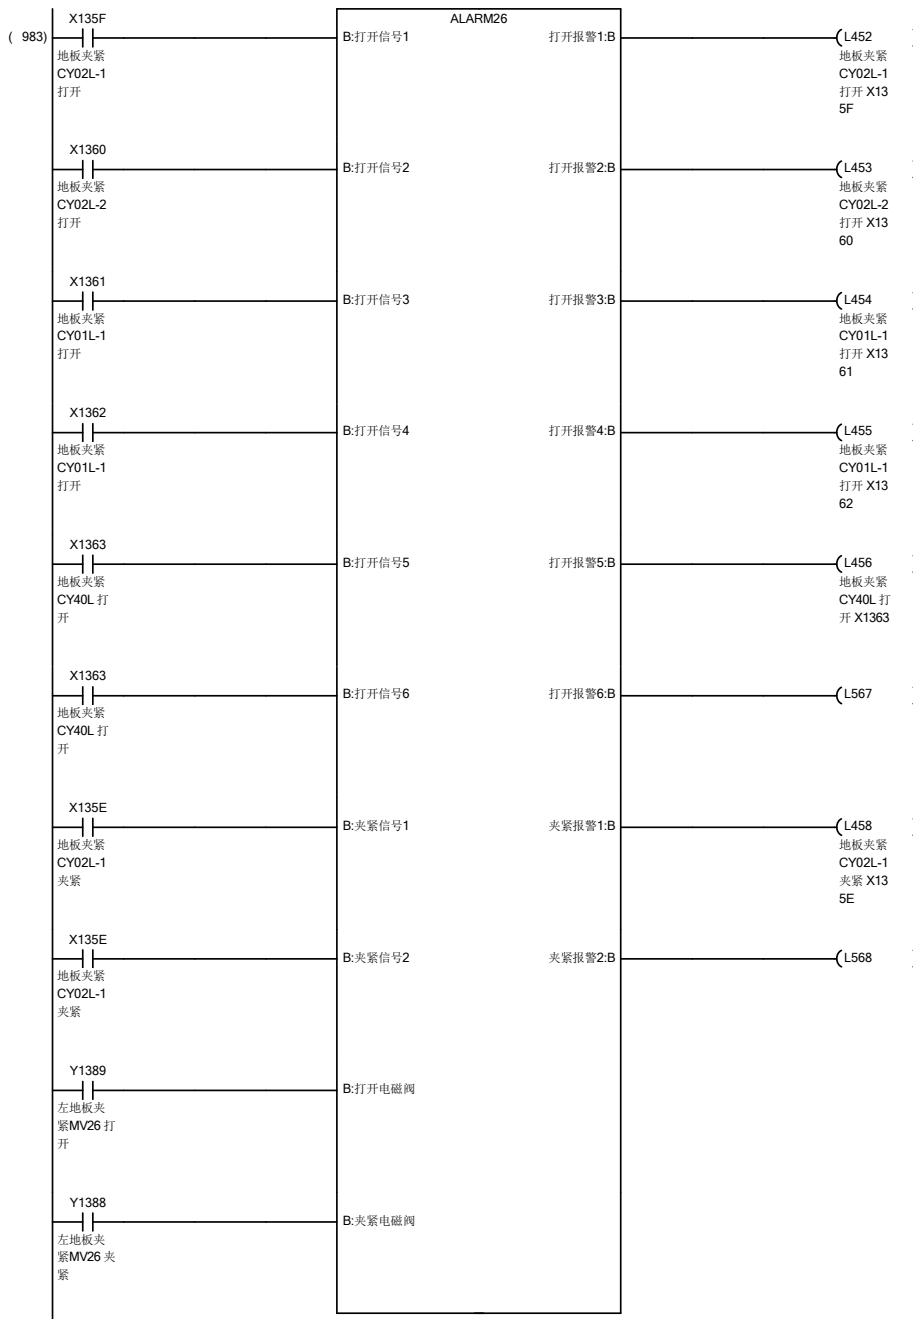 X135F
ALARM26
( 983)
B:打开信号1
打开报警1:B
L452
地板夹紧
CY02L-1
打开
地板夹紧
CY02L-1
打开 X13
5F
X1360
B:打开信号2
打开报警2:B
L453
地板夹紧
CY02L-2
打开
地板夹紧
CY02L-2
打开 X13
60
X1361
B:打开信号3
打开报警3:B
L454
地板夹紧
CY01L-1
打开
地板夹紧
CY01L-1
打开 X13
61
X1362
B:打开信号4
打开报警4:B
L455
地板夹紧
CY01L-1
打开
地板夹紧
CY01L-1
打开 X13
62
X1363
B:打开信号5
打开报警5:B
L456
地板夹紧
CY40L 打
开
地板夹紧
CY40L 打
开 X1363
X1363
B:打开信号6
打开报警6:B
L567
地板夹紧
CY40L 打
开
X135E
B:夹紧信号1
夹紧报警1:B
L458
地板夹紧
CY02L-1
夹紧
地板夹紧
CY02L-1
夹紧 X13
5E
X135E
B:夹紧信号2
夹紧报警2:B
L568
地板夹紧
CY02L-1
夹紧
Y1389
B:打开电磁阀
左地板夹
紧MV26 打
开
Y1388
B:夹紧电磁阀
左地板夹
紧MV26 夹
紧